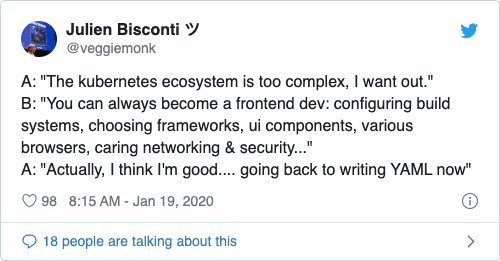 Julien Bisconti ツ
@veggiemonk
A: "The kubernetes ecosystem is too complex, I want out."
B: "You can always become a frontend dev: configuring build
systems, choosing frameworks, ui components, various
browsers, caring networking & security..."
A: "Actually, I think I'm good.... going back to writing YAML now"
98 8:15 AM - Jan 19, 2020
18 people are talking about this